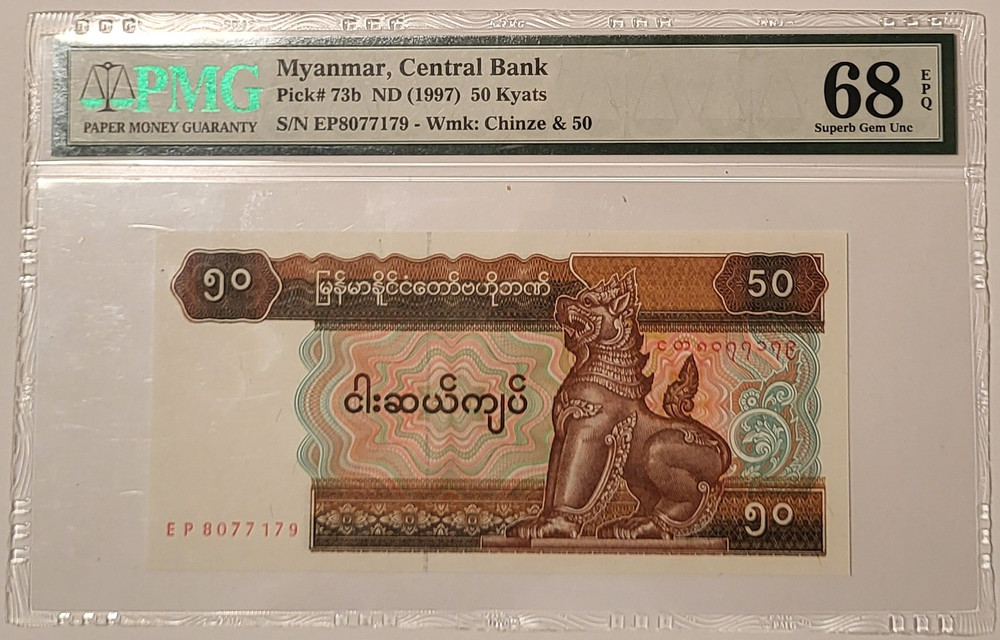 PMG
PAPER MONEY GUARANTY
Myanmar, Central Bank
Pick# 73b ND (1997) 50 Kyats
S/N EP8077179 - Wmk: Chinze & 50
68
EPQ
Superb Gem Unc
၅၀
မြန်မာနိုင်ငံတော်ဗဟိုဘဏ်
50
ငါးဆယ်ကျပ်
၅၀
EP 8077179